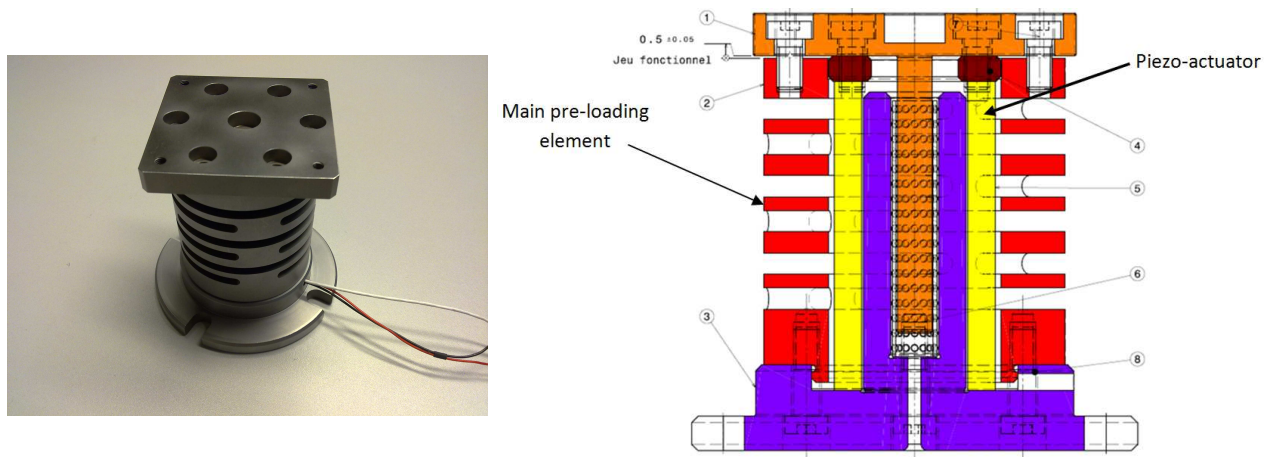 1
7
0.5 ±0.05
Jeu fonctionnel
Piezo-actuator
2
Main pre-loading
element
4
5
6
3
8